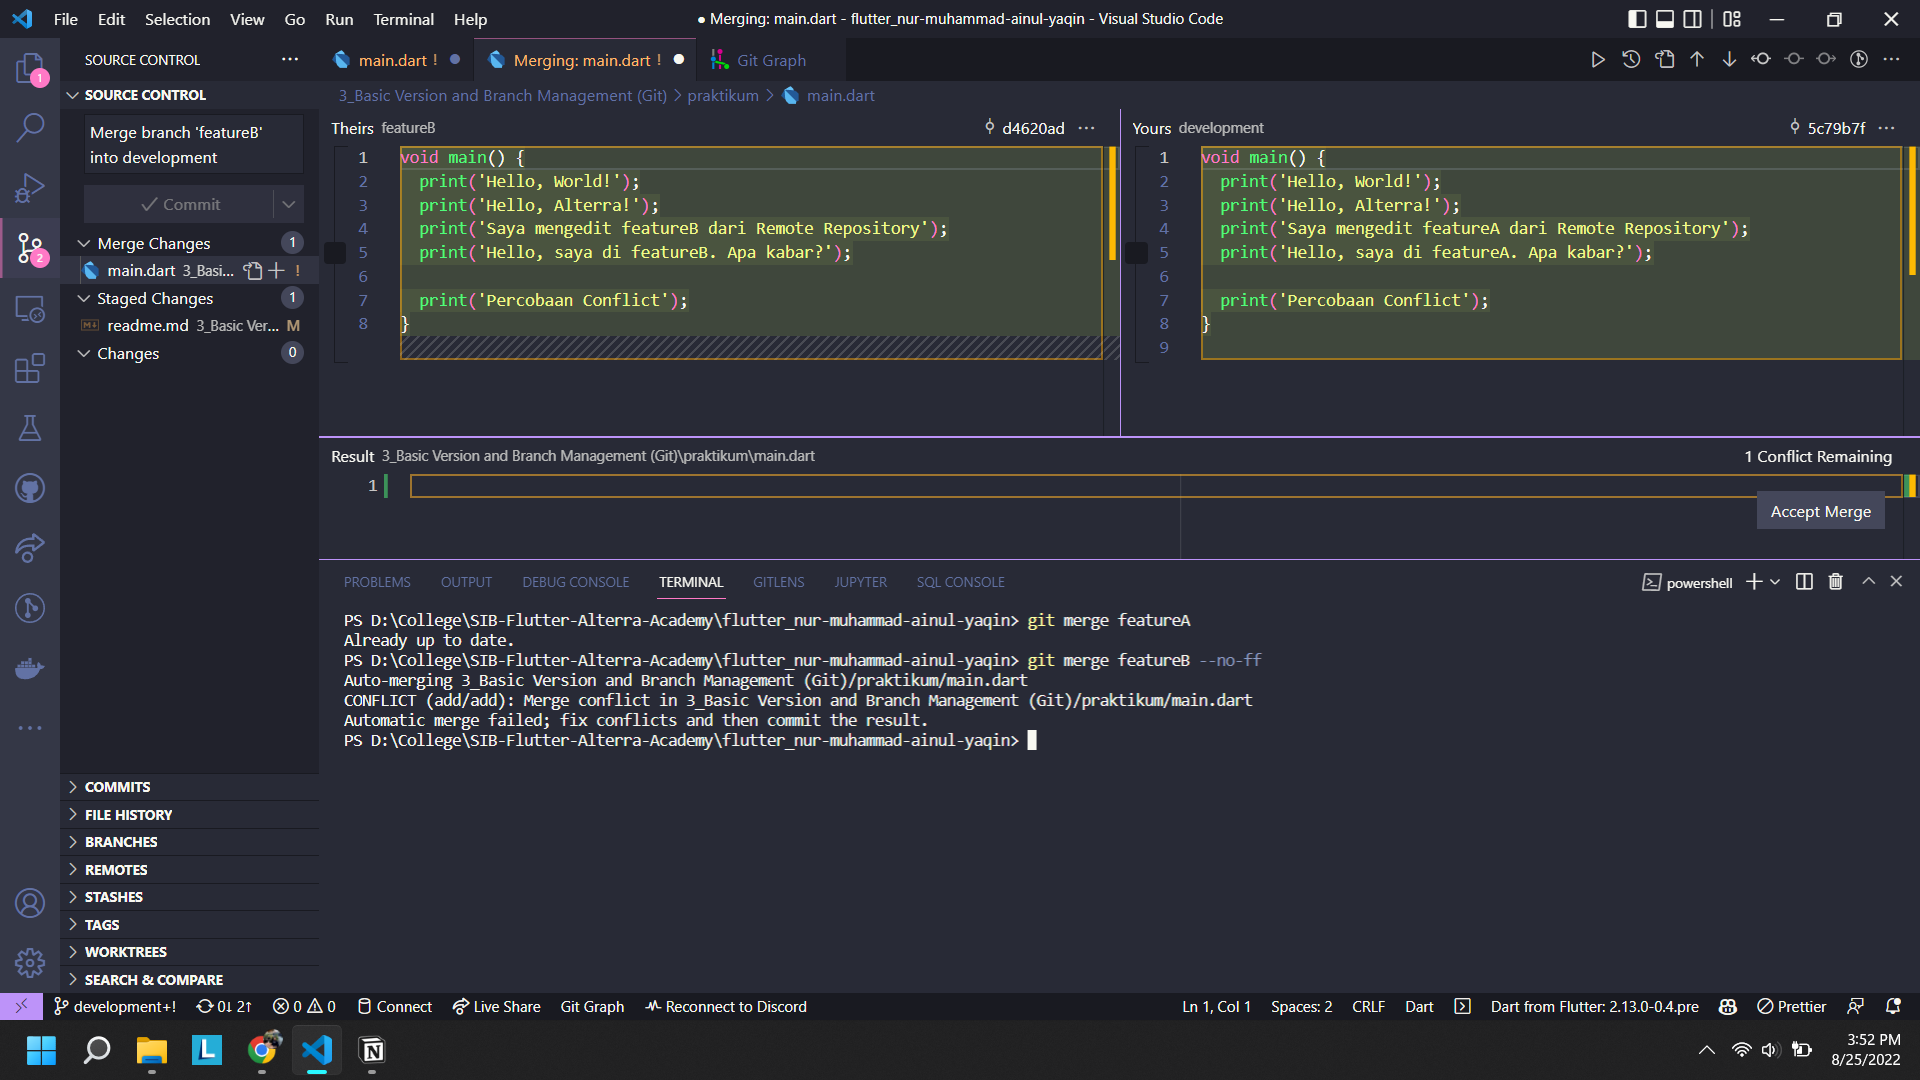 File Edit Selection View Go Run Terminal Help
● Merging: main.dart - flutter_nur-muhammad-ainul-yaqin - Visual Studio Code
SOURCE CONTROL
main.dart !
Merging: main.dart !
Git Graph
1
SOURCE CONTROL
3_Basic Version and Branch Management (Git) > praktikum > main.dart
Merge branch 'featureB'
into development
Commit
Merge Changes 1
main.dart 3_Basi... !
Staged Changes 1
readme.md 3_Basic Ver... M
Changes 0
2
Theirs featureB d4620ad
1 void main() {
2 print('Hello, World!');
3 print('Hello, Alterra!');
4 print('Saya mengedit featureB dari Remote Repository');
5 print('Hello, saya di featureB. Apa kabar?');
6
7 print('Percobaan Conflict');
8 }
Yours development 5c79b7f
1 void main() {
2 print('Hello, World!');
3 print('Hello, Alterra!');
4 print('Saya mengedit featureA dari Remote Repository');
5 print('Hello, saya di featureA. Apa kabar?');
6
7 print('Percobaan Conflict');
8 }
9
Result 3_Basic Version and Branch Management (Git)\praktikum\main.dart 1 Conflict Remaining
1
Accept Merge
PROBLEMS OUTPUT DEBUG CONSOLE TERMINAL GITLENS JUPYTER SQL CONSOLE
powershell
PS D:\College\SIB-Flutter-Alterra-Academy\flutter_nur-muhammad-ainul-yaqin> git merge featureA
Already up to date.
PS D:\College\SIB-Flutter-Alterra-Academy\flutter_nur-muhammad-ainul-yaqin> git merge featureB --no-ff
Auto-merging 3_Basic Version and Branch Management (Git)/praktikum/main.dart
CONFLICT (add/add): Merge conflict in 3_Basic Version and Branch Management (Git)/praktikum/main.dart
Automatic merge failed; fix conflicts and then commit the result.
PS D:\College\SIB-Flutter-Alterra-Academy\flutter_nur-muhammad-ainul-yaqin>
COMMITS
FILE HISTORY
BRANCHES
REMOTES
STASHES
TAGS
WORKTREES
SEARCH & COMPARE
development+! 0↓ 2↑ 0 0 Connect Live Share Git Graph Reconnect to Discord
Ln 1, Col 1 Spaces: 2 CRLF Dart Dart from Flutter: 2.13.0-0.4.pre Prettier
L
N
3:52 PM
8/25/2022